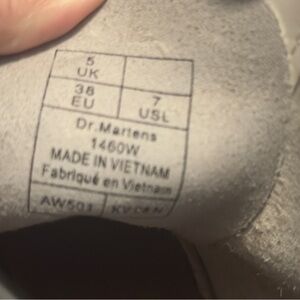 5
UK
38 7
EU USL
Dr.Martens
1460W
MADE IN VIETNAM
Fabriqué en Vietnam
AW501